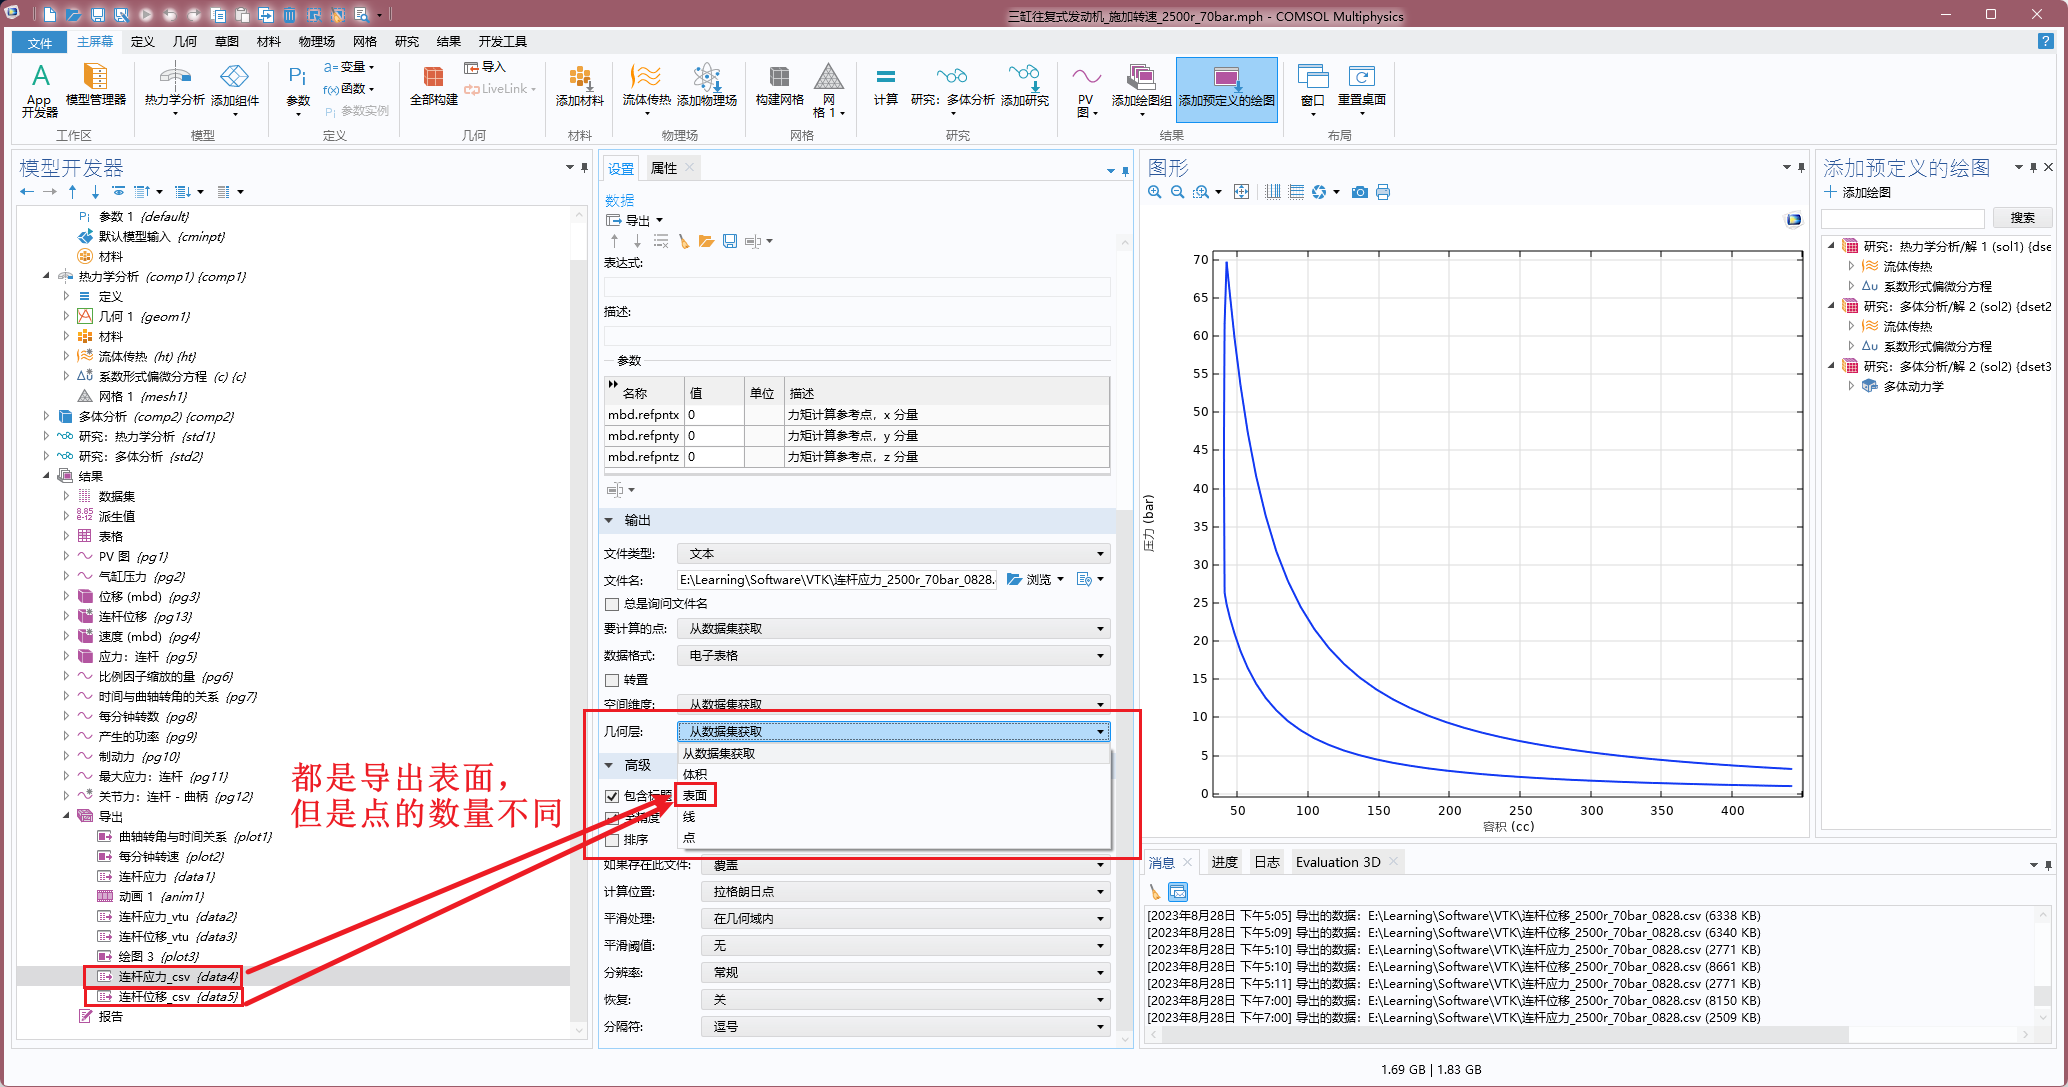 三缸往复式发动机_施加转速_2500r_70bar.mph - COMSOL Multiphysics
文件 主屏幕 定义 几何 草图 材料 物理场 网格 研究 结果 开发工具
App 开发器
模型管理器
工作区
热力学分析
添加组件
模型
Pi
参数
a= 变量
f(x) 函数
Pi 参数实例
定义
全部构建
导入
LiveLink
几何
添加材料
材料
流体传热
添加物理场
物理场
构建网格
网格 1
网格
计算
研究: 多体分析
添加研究
研究
PV 图
添加绘图组
添加预定义的绘图
结果
窗口
重置桌面
布局
模型开发器
Pi 参数 1 (default)
默认模型输入 (cminpt)
材料
热力学分析 (comp1) {comp1}
定义
几何 1 {geom1}
材料
流体传热 (ht) {ht}
系数形式偏微分方程 (c) {c}
网格 1 {mesh1}
多体分析 (comp2) {comp2}
研究: 热力学分析 {std1}
研究: 多体分析 {std2}
结果
数据集
8.85 e-12 派生值
表格
PV 图 {pg1}
气缸压力 {pg2}
位移 (mbd) {pg3}
连杆位移 {pg13}
速度 (mbd) {pg4}
应力: 连杆 {pg5}
比例因子缩放的量 {pg6}
时间与曲轴转角的关系 {pg7}
每分钟转数 {pg8}
产生的功率 {pg9}
制动力 {pg10}
最大应力: 连杆 {pg11}
关节力: 连杆 - 曲柄 {pg12}
导出
曲轴转角与时间关系 {plot1}
每分钟转速 {plot2}
连杆应力 {data1}
动画 1 {anim1}
连杆应力_vtu {data2}
连杆位移_vtu {data3}
绘图 3 {plot3}
连杆应力_csv {data4}
连杆位移_csv {data5}
报告
都是导出表面，
但是点的数量不同
设置 属性
数据
导出
表达式:
描述:
参数
名称 值 单位 描述
mbd.refpntx 0 力矩计算参考点，x 分量
mbd.refpnty 0 力矩计算参考点，y 分量
mbd.refpntz 0 力矩计算参考点，z 分量
输出
文件类型: 文本
文件名: E:\Learning\Software\VTK\连杆应力_2500r_70bar_0828. 浏览
总是询问文件名
要计算的点: 从数据集获取
数据格式: 电子表格
转置
空间维度: 从数据集获取
几何层: 从数据集获取
从数据集获取
体积
表面
线
点
高级
包含标题
全精度
排序
如果存在此文件: 覆盖
计算位置: 拉格朗日点
平滑处理: 在几何域内
平滑阈值: 无
分辨率: 常规
恢复: 关
分隔符: 逗号
图形
压力 (bar)
70
65
60
55
50
45
40
35
30
25
20
15
10
5
0
50 100 150 200 250 300 350 400
容积 (cc)
添加预定义的绘图
添加绘图
搜索
研究: 热力学分析/解 1 (sol1) {dse
流体传热
Δu 系数形式偏微分方程
研究: 多体分析/解 2 (sol2) {dset2
流体传热
Δu 系数形式偏微分方程
研究: 多体分析/解 2 (sol2) {dset3
多体动力学
消息 进度 日志 Evaluation 3D
[2023年8月28日 下午5:05] 导出的数据: E:\Learning\Software\VTK\连杆位移_2500r_70bar_0828.csv (6338 KB)
[2023年8月28日 下午5:09] 导出的数据: E:\Learning\Software\VTK\连杆位移_2500r_70bar_0828.csv (6340 KB)
[2023年8月28日 下午5:10] 导出的数据: E:\Learning\Software\VTK\连杆应力_2500r_70bar_0828.csv (2771 KB)
[2023年8月28日 下午5:10] 导出的数据: E:\Learning\Software\VTK\连杆位移_2500r_70bar_0828.csv (8661 KB)
[2023年8月28日 下午5:11] 导出的数据: E:\Learning\Software\VTK\连杆应力_2500r_70bar_0828.csv (2771 KB)
[2023年8月28日 下午7:00] 导出的数据: E:\Learning\Software\VTK\连杆位移_2500r_70bar_0828.csv (8150 KB)
[2023年8月28日 下午7:00] 导出的数据: E:\Learning\Software\VTK\连杆应力_2500r_70bar_0828.csv (2509 KB)
1.69 GB | 1.83 GB